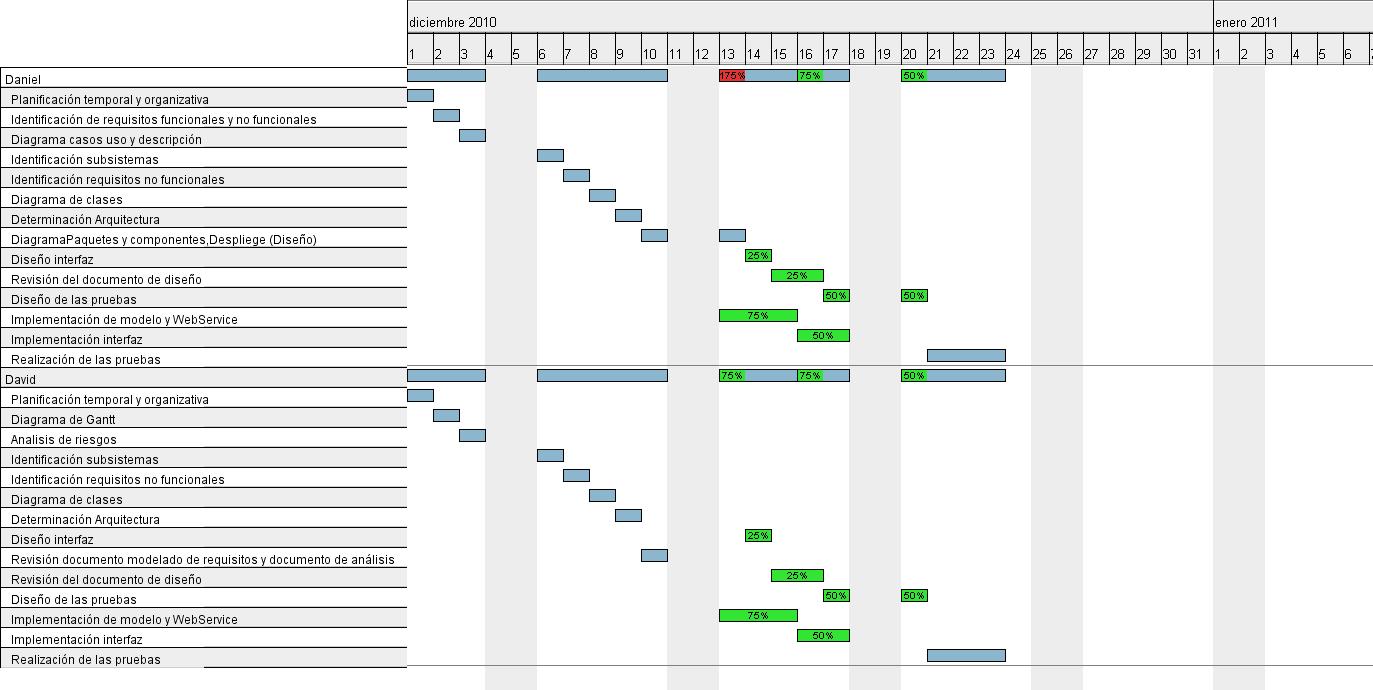 diciembre 2010 enero 2011
1 2 3 4 5 6 7 8 9 10 11 12 13 14 15 16 17 18 19 20 21 22 23 24 25 26 27 28 29 30 31 1 2 3 4 5 6
Daniel 175% 75% 50%
Planificación temporal y organizativa
Identificación de requisitos funcionales y no funcionales
Diagrama casos uso y descripción
Identificación subsistemas
Identificación requisitos no funcionales
Diagrama de clases
Determinación Arquitectura
DiagramaPaquetes y componentes,Despliege (Diseño)
Diseño interfaz 25%
Revisión del documento de diseño 25%
Diseño de las pruebas 50% 50%
Implementación de modelo y WebService 75%
Implementación interfaz 50%
Realización de las pruebas
David 75% 75% 50%
Planificación temporal y organizativa
Diagrama de Gantt
Analisis de riesgos
Identificación subsistemas
Identificación requisitos no funcionales
Diagrama de clases
Determinación Arquitectura
Diseño interfaz 25%
Revisión documento modelado de requisitos y documento de análisis
Revisión del documento de diseño 25%
Diseño de las pruebas 50% 50%
Implementación de modelo y WebService 75%
Implementación interfaz 50%
Realización de las pruebas